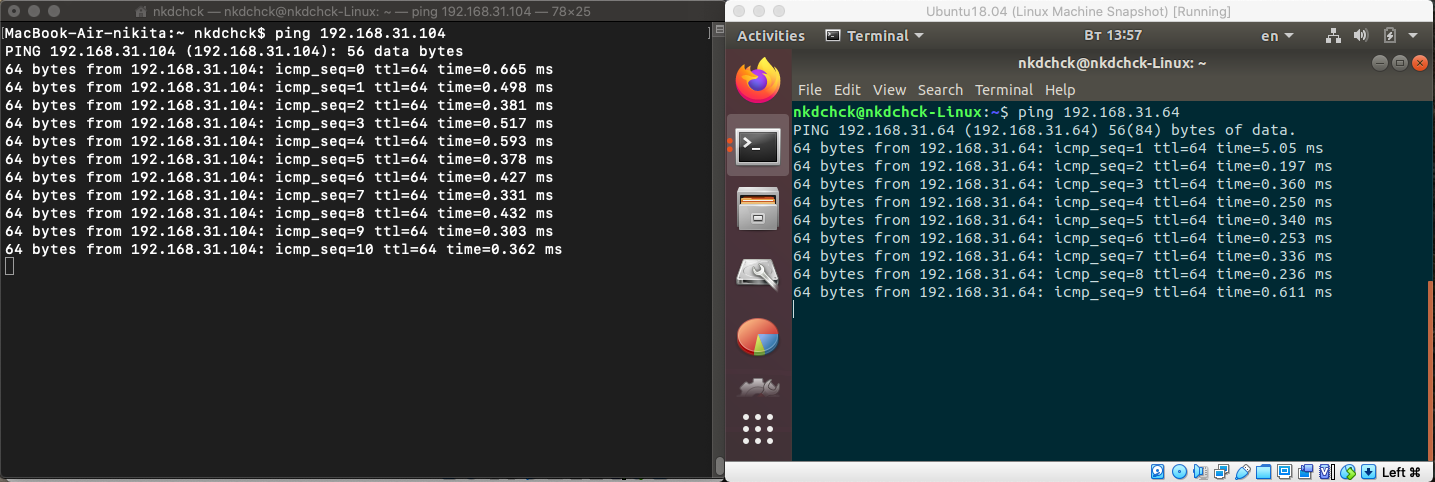 nkdchck — nkdchck@nkdchck-Linux: ~ — ping 192.168.31.104 — 78×25
[MacBook-Air-nikita:~ nkdchck$ ping 192.168.31.104 ]
PING 192.168.31.104 (192.168.31.104): 56 data bytes
64 bytes from 192.168.31.104: icmp_seq=0 ttl=64 time=0.665 ms
64 bytes from 192.168.31.104: icmp_seq=1 ttl=64 time=0.498 ms
64 bytes from 192.168.31.104: icmp_seq=2 ttl=64 time=0.381 ms
64 bytes from 192.168.31.104: icmp_seq=3 ttl=64 time=0.517 ms
64 bytes from 192.168.31.104: icmp_seq=4 ttl=64 time=0.593 ms
64 bytes from 192.168.31.104: icmp_seq=5 ttl=64 time=0.378 ms
64 bytes from 192.168.31.104: icmp_seq=6 ttl=64 time=0.427 ms
64 bytes from 192.168.31.104: icmp_seq=7 ttl=64 time=0.331 ms
64 bytes from 192.168.31.104: icmp_seq=8 ttl=64 time=0.432 ms
64 bytes from 192.168.31.104: icmp_seq=9 ttl=64 time=0.303 ms
64 bytes from 192.168.31.104: icmp_seq=10 ttl=64 time=0.362 ms
Ubuntu18.04 (Linux Machine Snapshot) [Running]
Activities Terminal Вт 13:57 en
nkdchck@nkdchck-Linux: ~
File Edit View Search Terminal Help
nkdchck@nkdchck-Linux:~$ ping 192.168.31.64
PING 192.168.31.64 (192.168.31.64) 56(84) bytes of data.
64 bytes from 192.168.31.64: icmp_seq=1 ttl=64 time=5.05 ms
64 bytes from 192.168.31.64: icmp_seq=2 ttl=64 time=0.197 ms
64 bytes from 192.168.31.64: icmp_seq=3 ttl=64 time=0.360 ms
64 bytes from 192.168.31.64: icmp_seq=4 ttl=64 time=0.250 ms
64 bytes from 192.168.31.64: icmp_seq=5 ttl=64 time=0.340 ms
64 bytes from 192.168.31.64: icmp_seq=6 ttl=64 time=0.253 ms
64 bytes from 192.168.31.64: icmp_seq=7 ttl=64 time=0.336 ms
64 bytes from 192.168.31.64: icmp_seq=8 ttl=64 time=0.236 ms
64 bytes from 192.168.31.64: icmp_seq=9 ttl=64 time=0.611 ms
Left ⌘